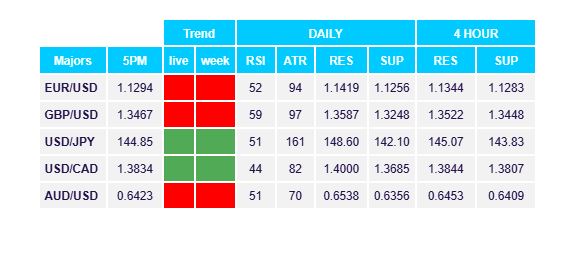 Trend DAILY 4 HOUR
Majors 5PM live week RSI ATR RES SUP RES SUP
EUR/USD 1.1294 52 94 1.1419 1.1256 1.1344 1.1283
GBP/USD 1.3467 59 97 1.3587 1.3248 1.3522 1.3448
USD/JPY 144.85 51 161 148.60 142.10 145.07 143.83
USD/CAD 1.3834 44 82 1.4000 1.3685 1.3844 1.3807
AUD/USD 0.6423 51 70 0.6538 0.6356 0.6453 0.6409